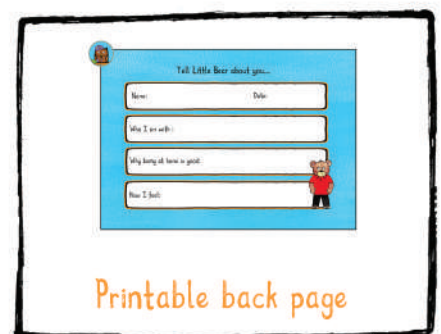 Tell Little Bear about you...
Name: Date:
Who I am with:
Why being at home is good:
How I feel:
Printable back page